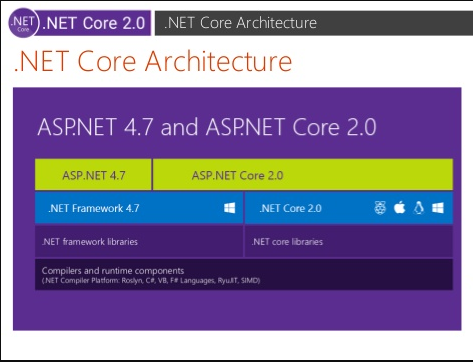 .NET
Core
.NET Core 2.0
.NET Core Architecture
.NET Core Architecture
ASP.NET 4.7 and ASP.NET Core 2.0
ASP.NET 4.7
ASP.NET Core 2.0
.NET Framework 4.7
.NET Core 2.0
.NET framework libraries
.NET core libraries
Compilers and runtime components
(.NET Compiler Platform: Roslyn, C#, VB, F# Languages, RyuJIT, SIMD)